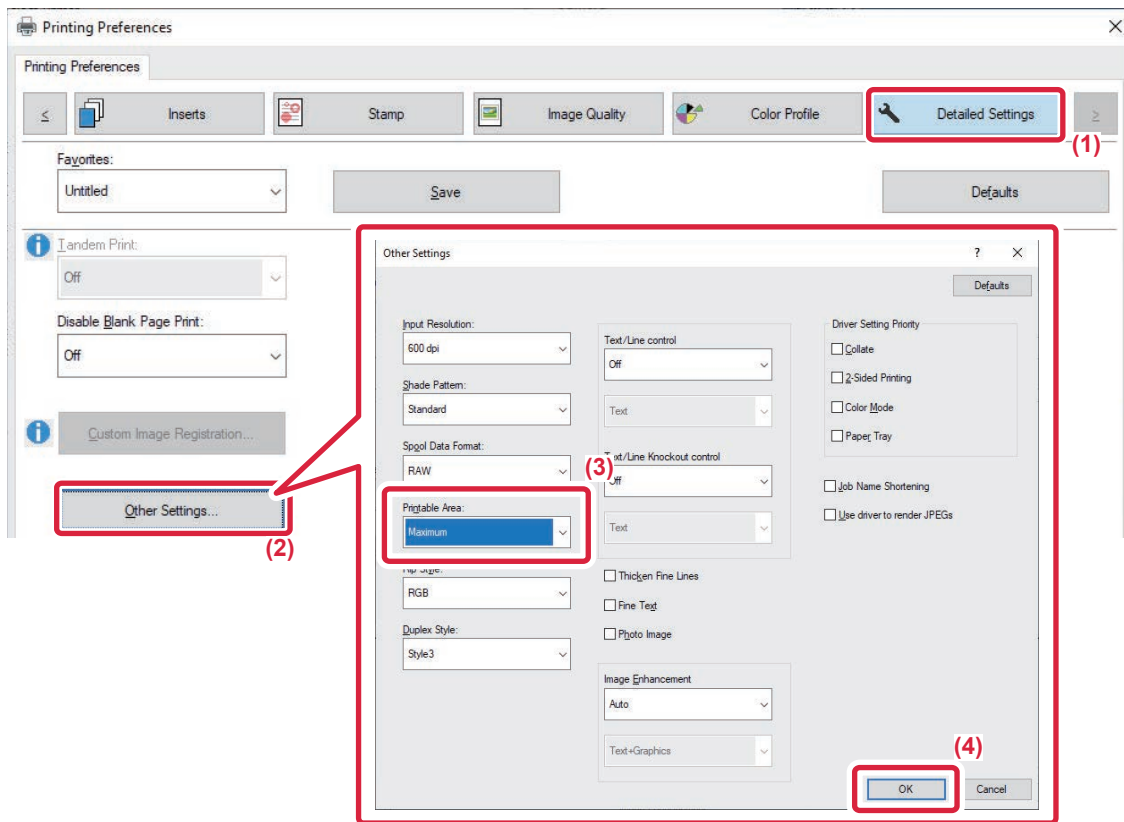 Printing Preferences
Printing Preferences
<
Inserts
Stamp
Image Quality
Color Profile
Detailed Settings
>
(1)
Favorites:
Untitled
Save
Defaults
Tandem Print:
Off
Disable Blank Page Print:
Off
Custom Image Registration...
Other Settings...
(2)
Other Settings
?
Defaults
Input Resolution:
600 dpi
Shade Pattern:
Standard
Spool Data Format:
RAW
(3)
Printable Area:
Maximum
Rip Style:
RGB
Duplex Style:
Style3
Text/Line control
Off
Text
Text/Line Knockout control
Off
Text
Thicken Fine Lines
Fine Text
Photo Image
Image Enhancement
Auto
Text+Graphics
Driver Setting Priority
Collate
2-Sided Printing
Color Mode
Paper Tray
Job Name Shortening
Use driver to render JPEGs
(4)
OK
Cancel